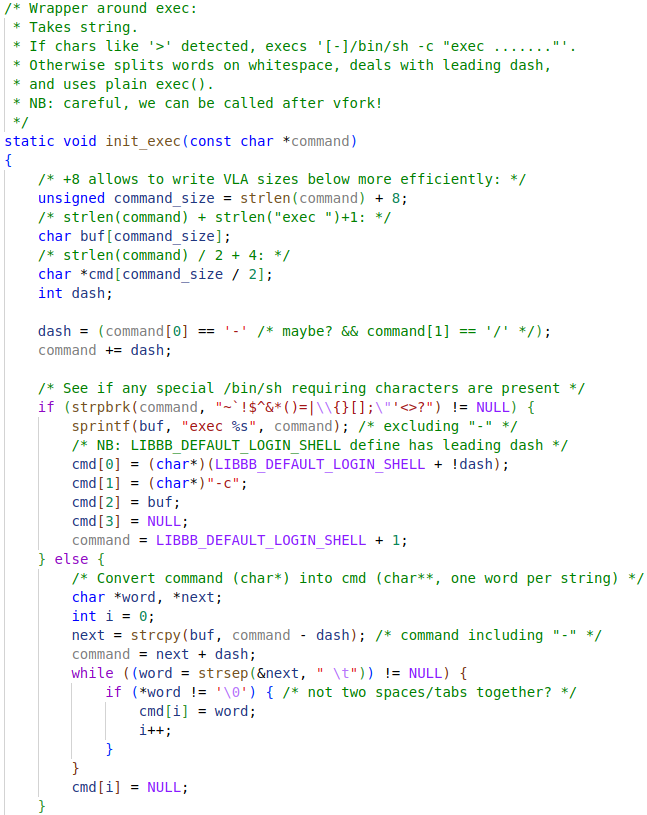 /* Wrapper around exec:
 * Takes string.
 * If chars like '>' detected, execs '[-]/bin/sh -c "exec ......."'.
 * Otherwise splits words on whitespace, deals with leading dash,
 * and uses plain exec().
 * NB: careful, we can be called after vfork!
 */
static void init_exec(const char *command)
{
    /* +8 allows to write VLA sizes below more efficiently: */
    unsigned command_size = strlen(command) + 8;
    /* strlen(command) + strlen("exec ")+1: */
    char buf[command_size];
    /* strlen(command) / 2 + 4: */
    char *cmd[command_size / 2];
    int dash;

    dash = (command[0] == '-' /* maybe? && command[1] == '/' */);
    command += dash;

    /* See if any special /bin/sh requiring characters are present */
    if (strpbrk(command, "~`!$^&*()=|\\{}[];\"'<>?") != NULL) {
        sprintf(buf, "exec %s", command); /* excluding "-" */
        /* NB: LIBBB_DEFAULT_LOGIN_SHELL define has leading dash */
        cmd[0] = (char*)(LIBBB_DEFAULT_LOGIN_SHELL + !dash);
        cmd[1] = (char*)"-c";
        cmd[2] = buf;
        cmd[3] = NULL;
        command = LIBBB_DEFAULT_LOGIN_SHELL + 1;
    } else {
        /* Convert command (char*) into cmd (char**, one word per string) */
        char *word, *next;
        int i = 0;
        next = strcpy(buf, command - dash); /* command including "-" */
        command = next + dash;
        while ((word = strsep(&next, " \t")) != NULL) {
            if (*word != '\0') { /* not two spaces/tabs together? */
                cmd[i] = word;
                i++;
            }
        }
        cmd[i] = NULL;
    }